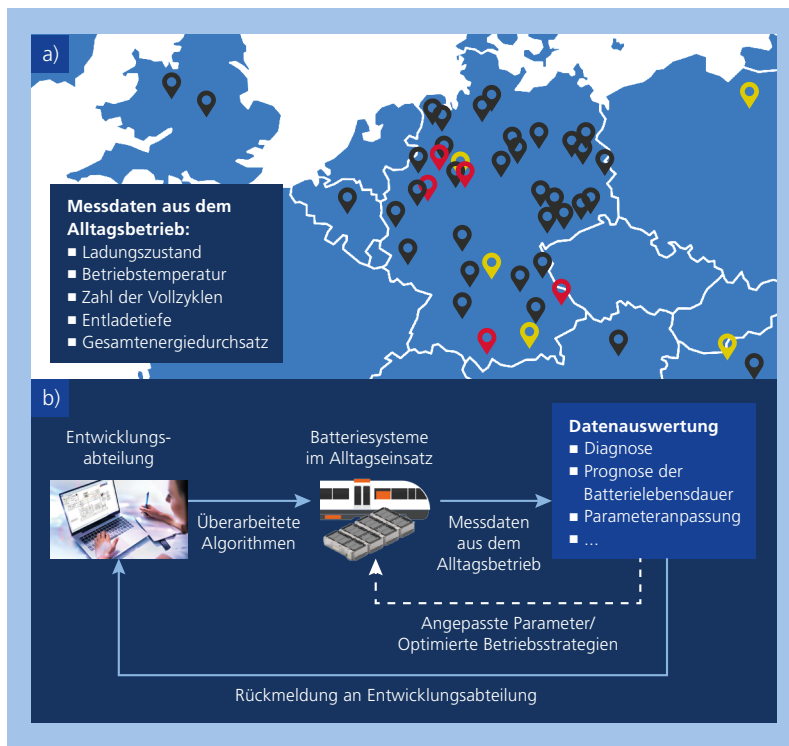 a)
Messdaten aus dem
Alltagsbetrieb:
■ Ladungszustand
■ Betriebstemperatur
■ Zahl der Vollzyklen
■ Entladetiefe
■ Gesamtenergiedurchsatz
b)
Entwicklungs-
abteilung
Überarbeitete
Algorithmen
Batteriesysteme
im Alltagseinsatz
Messdaten
aus dem
Alltagsbetrieb
Datenauswertung
■ Diagnose
■ Prognose der
Batterielebensdauer
■ Parameteranpassung
■ ...
Angepasste Parameter/
Optimierte Betriebsstrategien
Rückmeldung an Entwicklungsabteilung